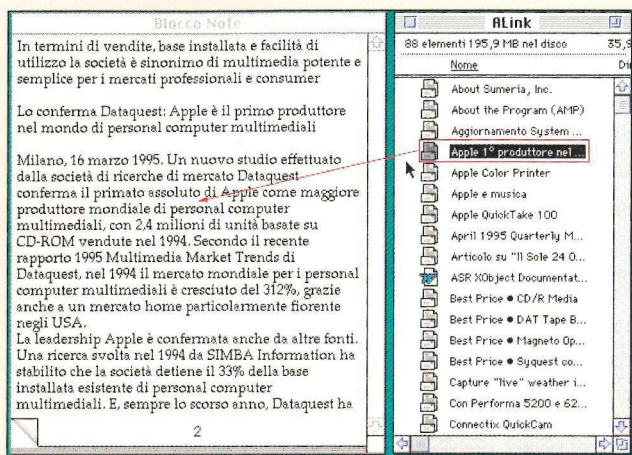 Blocco Note
In termini di vendite, base installata e facilità di
utilizzo la società è sinonimo di multimedia potente e
semplice per i mercati professionali e consumer
Lo conferma Dataquest: Apple è il primo produttore
nel mondo di personal computer multimediali
Milano, 16 marzo 1995. Un nuovo studio effettuato
dalla società di ricerche di mercato Dataquest
conferma il primato assoluto di Apple come maggiore
produttore mondiale di personal computer
multimediali, con 2,4 milioni di unità basate su
CD-ROM vendute nel 1994. Secondo il recente
rapporto 1995 Multimedia Market Trends di
Dataquest, nel 1994 il mercato mondiale per i personal
computer multimediali è cresciuto del 312%, grazie
anche a un mercato home particolarmente fiorente
negli USA.
La leadership Apple è confermata anche da altre fonti.
Una ricerca svolta nel 1994 da SIMBA Information ha
stabilito che la società detiene il 33% della base
installata esistente di personal computer
multimediali. E, sempre lo scorso anno, Dataquest ha
2
ALink
88 elementi 195,9 MB nel disco 35,9
Nome Di
About Sumeria, Inc.
About the Program (AMP)
Aggiornamento System ...
Apple 1° produttore nel ...
Apple Color Printer
Apple e musica
Apple QuickTake 100
April 1995 Quarterly M...
Articolo su "Il Sole 24 O...
ASR XObject Documentat...
Best Price ● CD/R Media
Best Price ● DAT Tape B...
Best Price ● Magneto Op...
Best Price ● Syquest co...
Capture "live" weather i...
Con Performa 5200 e 62...
Connectix QuickCam